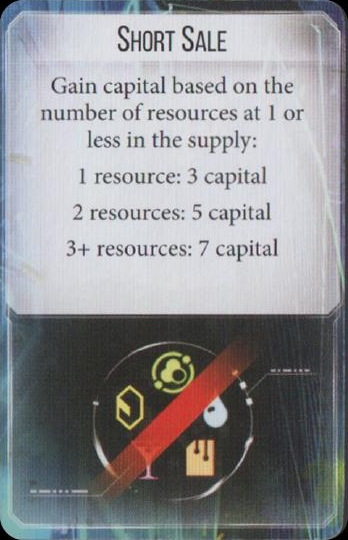 Short Sale
Gain capital based on the
number of resources at 1 or
less in the supply:
1 resource: 3 capital
2 resources: 5 capital
3+ resources: 7 capital